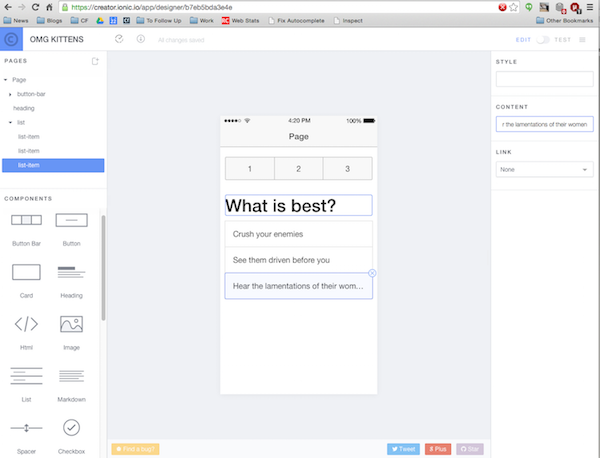 https://creator.ionic.io/app/designer/b7eb5bda3e4e
News Blogs CF To Follow Up Work Web Stats Fix Autocomplete Inspect Other Bookmarks
OMG KITTENS All changes saved EDIT TEST
PAGES
Page
button-bar
heading
list
list-item
list-item
list-item
COMPONENTS
Button Bar Button
Card Heading
Html Image
List Markdown
Spacer Checkbox
4:20 PM 100%
Page
1 2 3
What is best?
Crush your enemies
See them driven before you
Hear the lamentations of their wom...
Find a bug?
Tweet Plus Star
STYLE
CONTENT
r the lamentations of their women
LINK
None